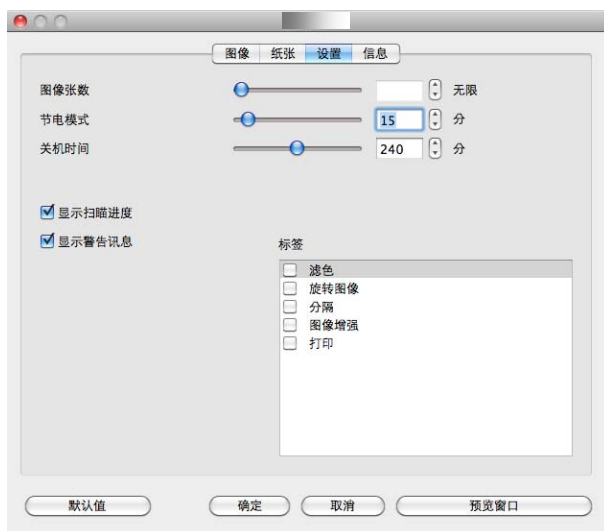 图像 纸张 设置 信息
图像张数 无限
节电模式 15 分
关机时间 240 分
显示扫瞄进度
显示警告讯息
标签
滤色
旋转图像
分隔
图像增强
打印
默认值 确定 取消 预览窗口